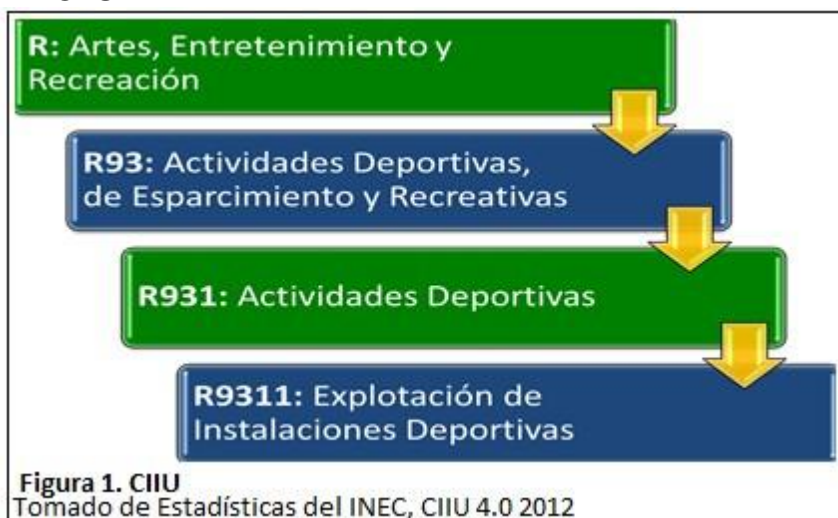 R: Artes, Entretenimiento y
Recreación
R93: Actividades Deportivas,
de Esparcimiento y Recreativas
R931: Actividades Deportivas
R9311: Explotación de
Instalaciones Deportivas
Figura 1. CIIU
Tomado de Estadísticas del INEC, CIIU 4.0 2012